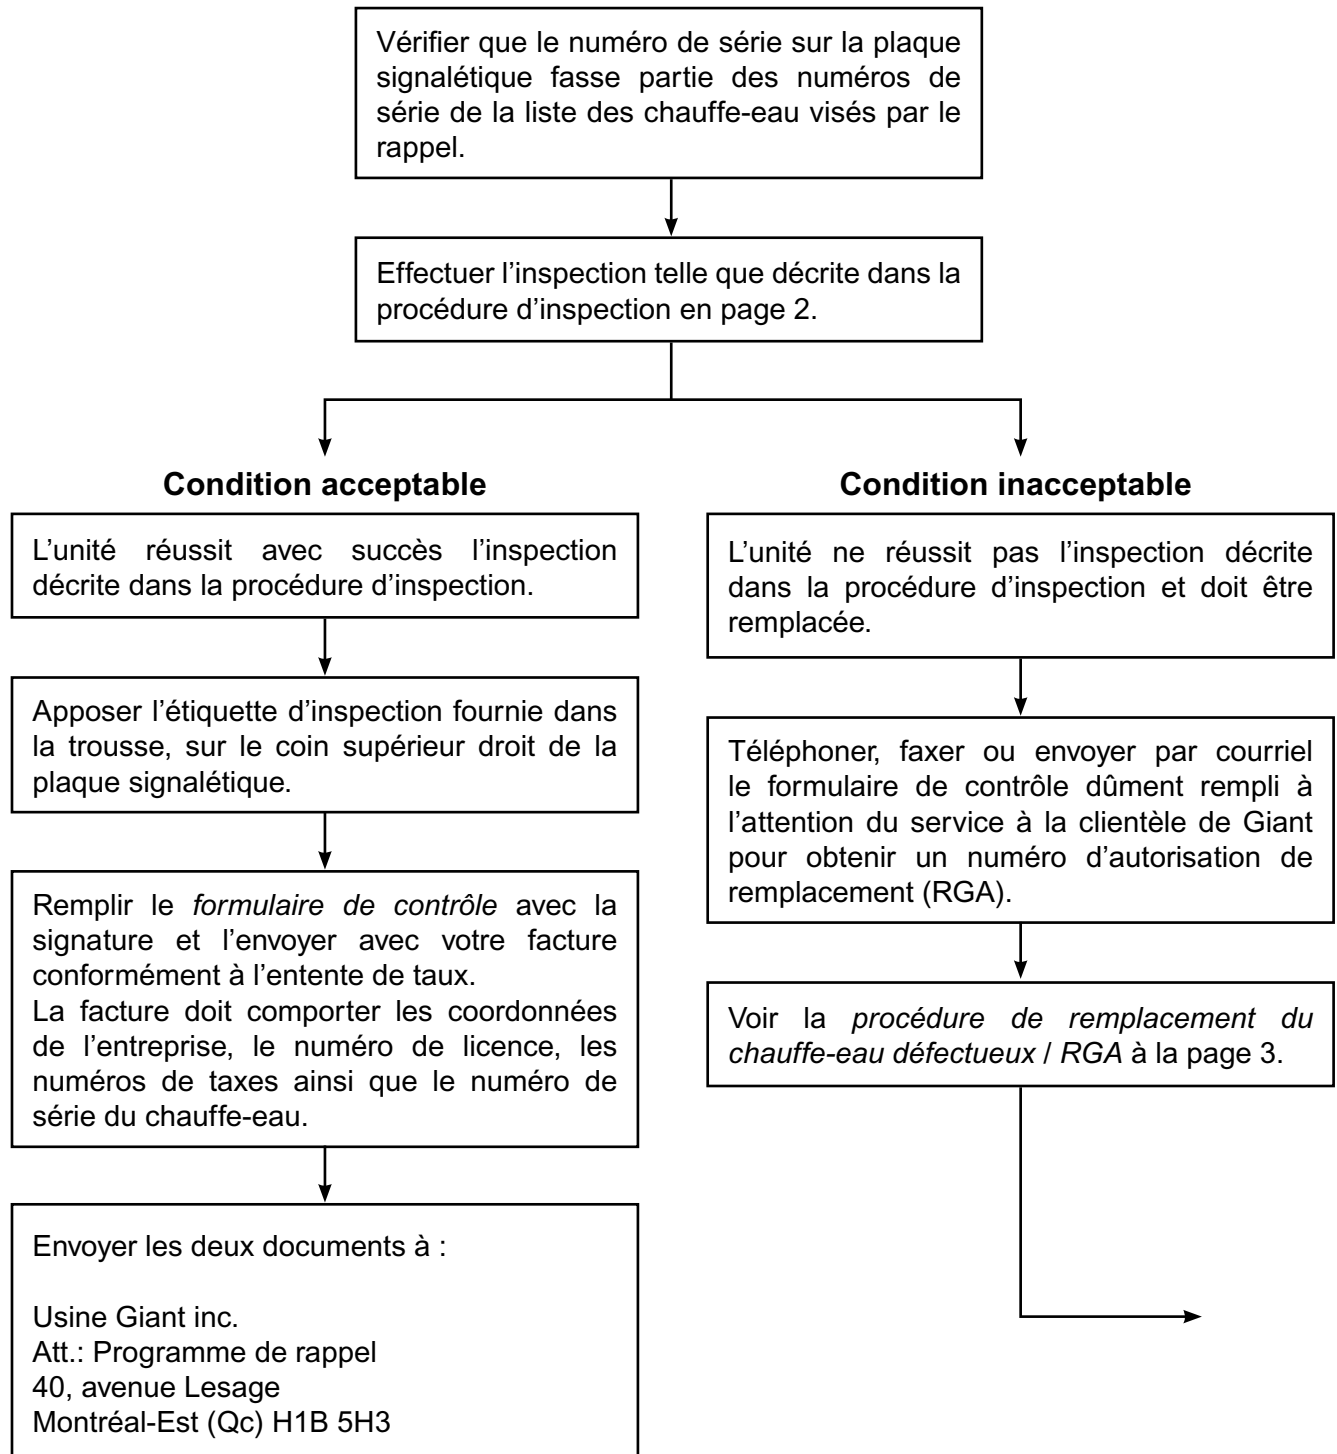 Vérifier que le numéro de série sur la plaque
signalétique fasse partie des numéros de
série de la liste des chauffe-eau visés par le
rappel.
Effectuer l’inspection telle que décrite dans la
procédure d’inspection en page 2.
Condition acceptable
L’unité réussit avec succès l’inspection
décrite dans la procédure d’inspection.
Apposer l’étiquette d’inspection fournie dans
la trousse, sur le coin supérieur droit de la
plaque signalétique.
Remplir le formulaire de contrôle avec la
signature et l’envoyer avec votre facture
conformément à l’entente de taux.
La facture doit comporter les coordonnées
de l’entreprise, le numéro de licence, les
numéros de taxes ainsi que le numéro de
série du chauffe-eau.
Envoyer les deux documents à :
Usine Giant inc.
Att.: Programme de rappel
40, avenue Lesage
Montréal-Est (Qc) H1B 5H3
Condition inacceptable
L’unité ne réussit pas l’inspection décrite
dans la procédure d’inspection et doit être
remplacée.
Téléphoner, faxer ou envoyer par courriel
le formulaire de contrôle dûment rempli à
l’attention du service à la clientèle de Giant
pour obtenir un numéro d’autorisation de
remplacement (RGA).
Voir la procédure de remplacement du
chauffe-eau défectueux / RGA à la page 3.